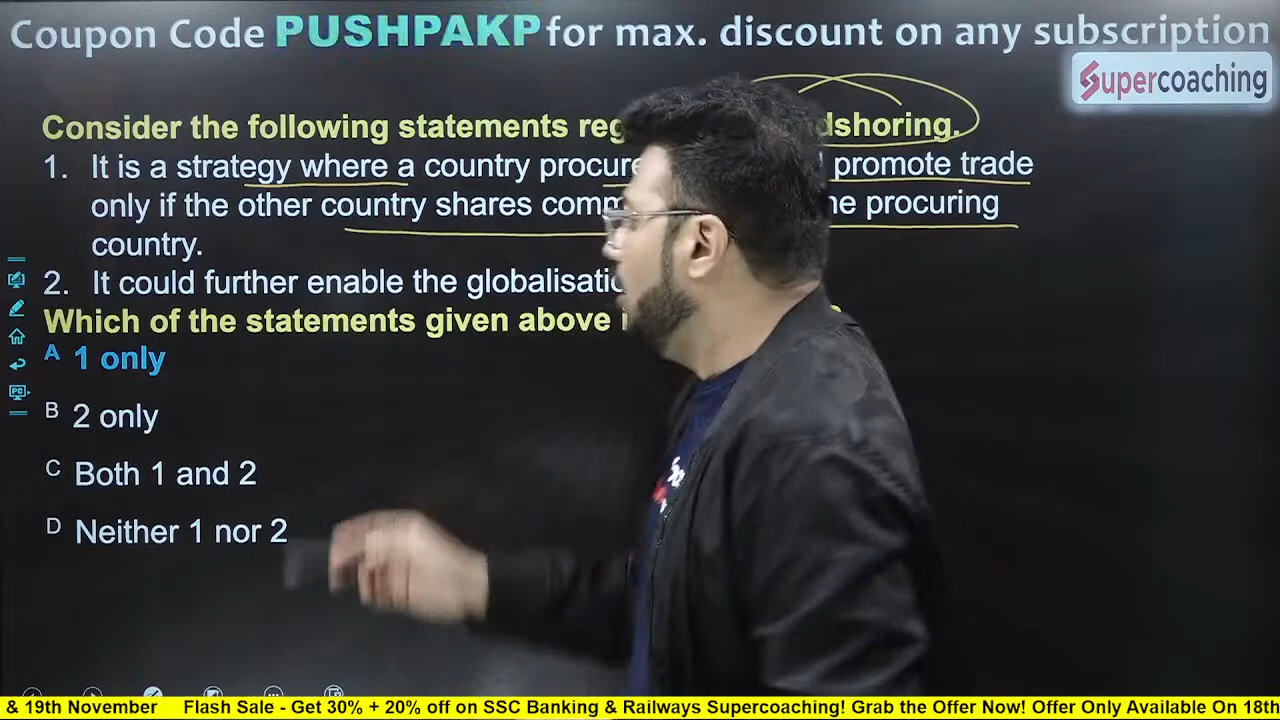 Coupon Code PUSHPAKP for max. discount on any subscription
Supercoaching
Consider the following statements dshoring.
1. It is a strategy where a country procure promote trade
only if the other country shares comm procuring
country.
2. It could further enable the globalisatio
Which of the statements given above
A 1 only
B 2 only
C Both 1 and 2
D Neither 1 nor 2
& 19th November Flash Sale - Get 30% + 20% off on SSC Banking & Railways Supercoaching! Grab the Offer Now! Offer Only Available On 18th